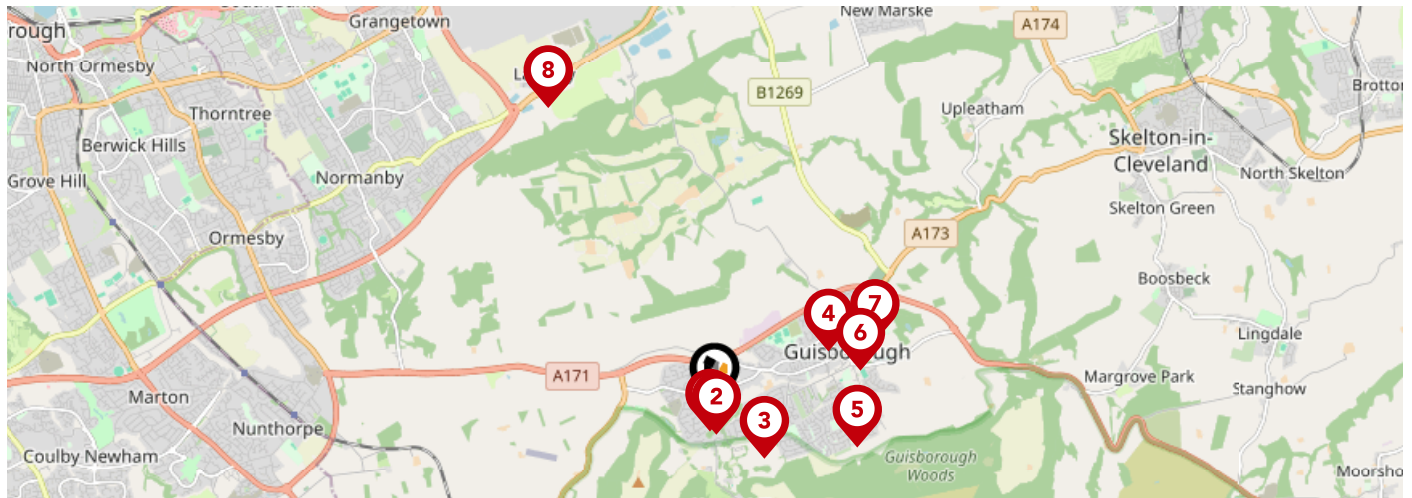 Grangetown
New Marske
A174
rough
North Ormesby
8
B1269
Brotton
Thorntree
Upleatham
Berwick Hills
Skelton-in-
Cleveland
Grove Hill
Normanby
North Skelton
Skelton Green
Ormesby
A173
Boosbeck
7
4
6
Lingdale
Guisborough
A171
Margrove Park
Stanghow
Marton
2
3
5
Nunthorpe
Coulby Newham
Guisborough
Woods
Moorsho